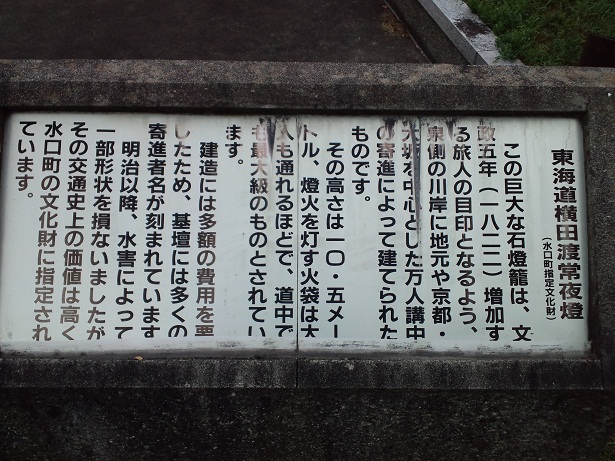 東海道横田渡常夜燈
(水口町指定文化財)
この巨大な石燈籠は、文
政五年(一八二二)増加す
る旅人の目印となるよう、
泉側の川岸に地元や京都・
大坂を中心とした万人講中
の寄進によって建てられた
ものです。
その高さは一〇・五メー
トル、燈火を灯す火袋は大
人も通れるほどで、道中で
も最大級のものとされてい
ます。
建造には多額の費用を要
したため、基壇には多くの
寄進者名が刻まれています
明治以降、水害によって
一部形状を損ないましたが
その交通史上の価値は高く
水口町の文化財に指定され
ています。